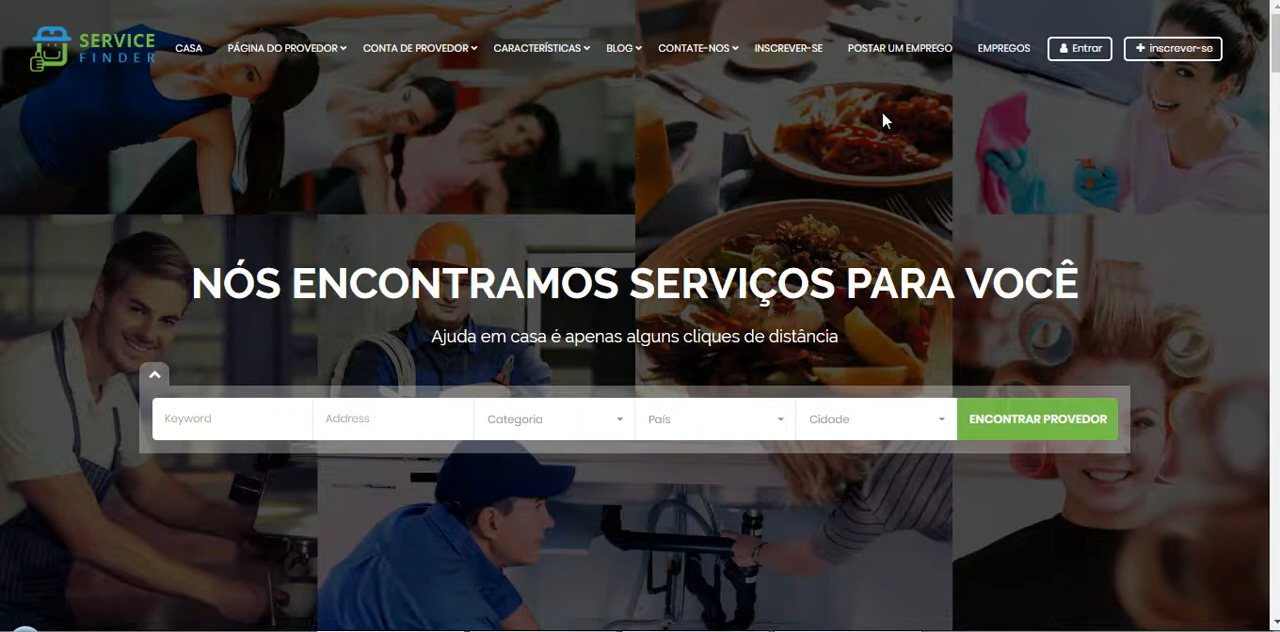 SERVICE
FINDER
CASA PÁGINA DO PROVEDOR CONTA DE PROVEDOR CARACTERÍSTICAS BLOG CONTATE-NOS INSCREVER-SE POSTAR UM EMPREGO EMPREGOS Entrar inscrever-se
NÓS ENCONTRAMOS SERVIÇOS PARA VOCÊ
Ajuda em casa é apenas alguns cliques de distância
Keyword Address Categoria País Cidade ENCONTRAR PROVEDOR